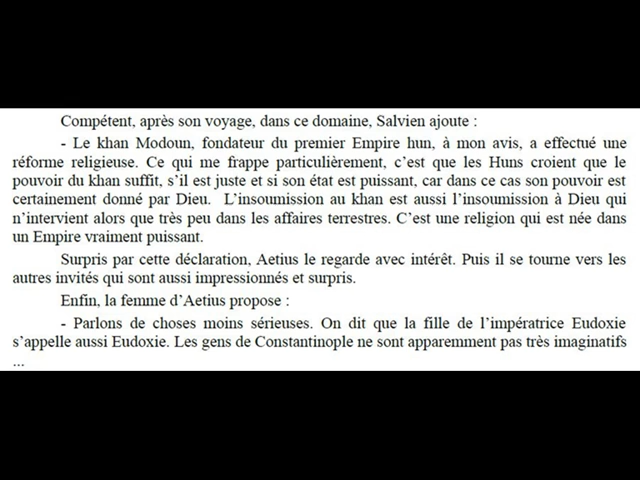 Compétent, après son voyage, dans ce domaine, Salvien ajoute :
- Le khan Modoun, fondateur du premier Empire hun, à mon avis, a effectué une
réforme religieuse. Ce qui me frappe particulièrement, c'est que les Huns croient que le
pouvoir du khan suffit, s'il est juste et si son état est puissant, car dans ce cas son pouvoir est
certainement donné par Dieu. L'insoumission au khan est aussi l'insoumission à Dieu qui
n'intervient alors que très peu dans les affaires terrestres. C'est une religion qui est née dans
un Empire vraiment puissant.
Surpris par cette déclaration, Aetius le regarde avec intérêt. Puis il se tourne vers les
autres invités qui sont aussi impressionnés et surpris.
Enfin, la femme d'Aetius propose :
- Parlons de choses moins sérieuses. On dit que la fille de l'impératrice Eudoxie
s'appelle aussi Eudoxie. Les gens de Constantinople ne sont apparemment pas très imaginatifs
...